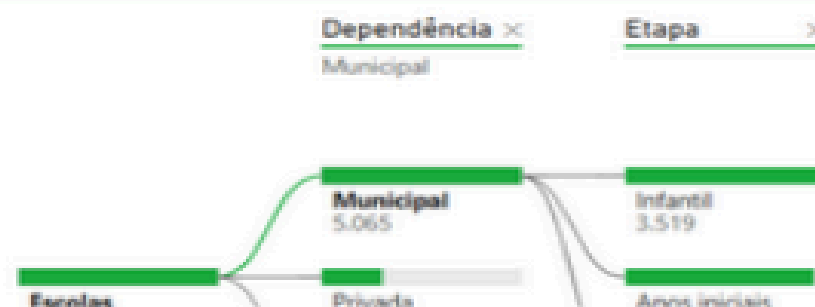 Dependência
Etapa
Municipal
Municipal
5.065
Infantil
3.519
Escolas
Privada
Anos iniciais